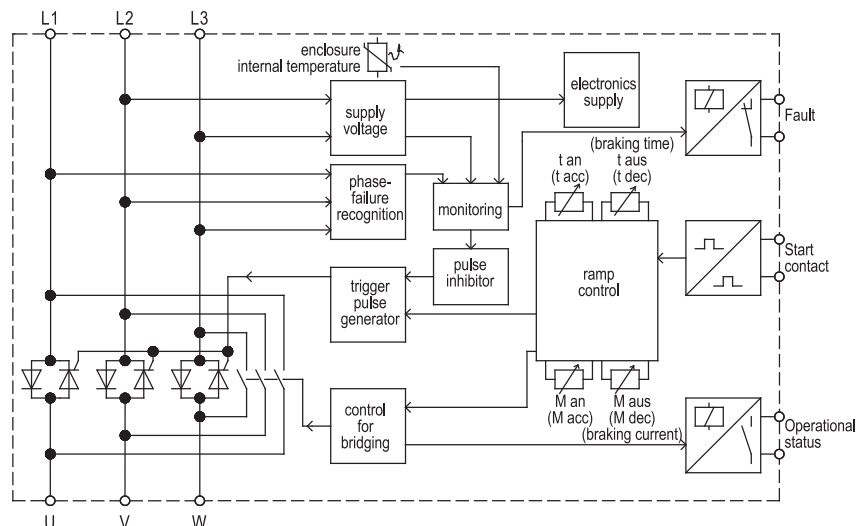 L1
L2
L3
enclosure
internal temperature
electronics
supply
supply
voltage
Fault
(braking time)
t an
(t acc)
t aus
(t dec)
phase-
failure
recognition
monitoring
Start
contact
pulse
inhibitor
ramp
control
trigger
pulse
generator
M an
(M acc)
M aus
(M dec)
(braking current)
control
for
bridging
Operational
status
U
V
W